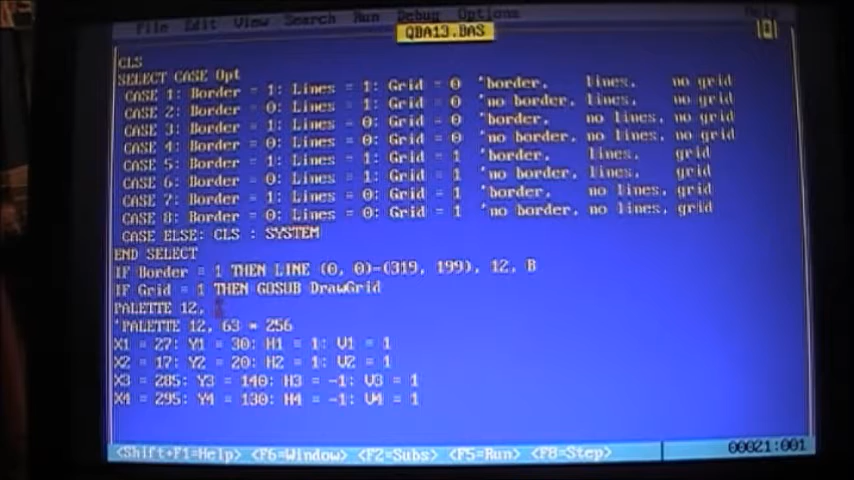 File Edit View Search Run Debug Options Help
QBA13.BAS
CLS
SELECT CASE Opt
CASE 1: Border = 1: Lines = 1: Grid = 0 'border, lines, no grid
CASE 2: Border = 0: Lines = 1: Grid = 0 'no border, lines, no grid
CASE 3: Border = 1: Lines = 0: Grid = 0 'border, no lines, no grid
CASE 4: Border = 0: Lines = 0: Grid = 0 'no border, no lines, no grid
CASE 5: Border = 1: Lines = 1: Grid = 1 'border, lines, grid
CASE 6: Border = 0: Lines = 1: Grid = 1 'no border, lines, grid
CASE 7: Border = 1: Lines = 0: Grid = 1 'border, no lines, grid
CASE 8: Border = 0: Lines = 0: Grid = 1 'no border, no lines, grid
CASE ELSE: CLS : SYSTEM
END SELECT
IF Border = 1 THEN LINE (0, 0)-(319, 199), 12, B
IF Grid = 1 THEN GOSUB DrawGrid
PALETTE 12,
'PALETTE 12, 63 * 256
X1 = 27: Y1 = 30: H1 = 1: V1 = 1
X2 = 17: Y2 = 20: H2 = 1: V2 = 1
X3 = 285: Y3 = 140: H3 = -1: V3 = 1
X4 = 295: Y4 = 130: H4 = -1: V4 = 1
<Shift+F1=Help> <F6=Window> <F2=Subs> <F5=Run> <F8=Step> 00021:001